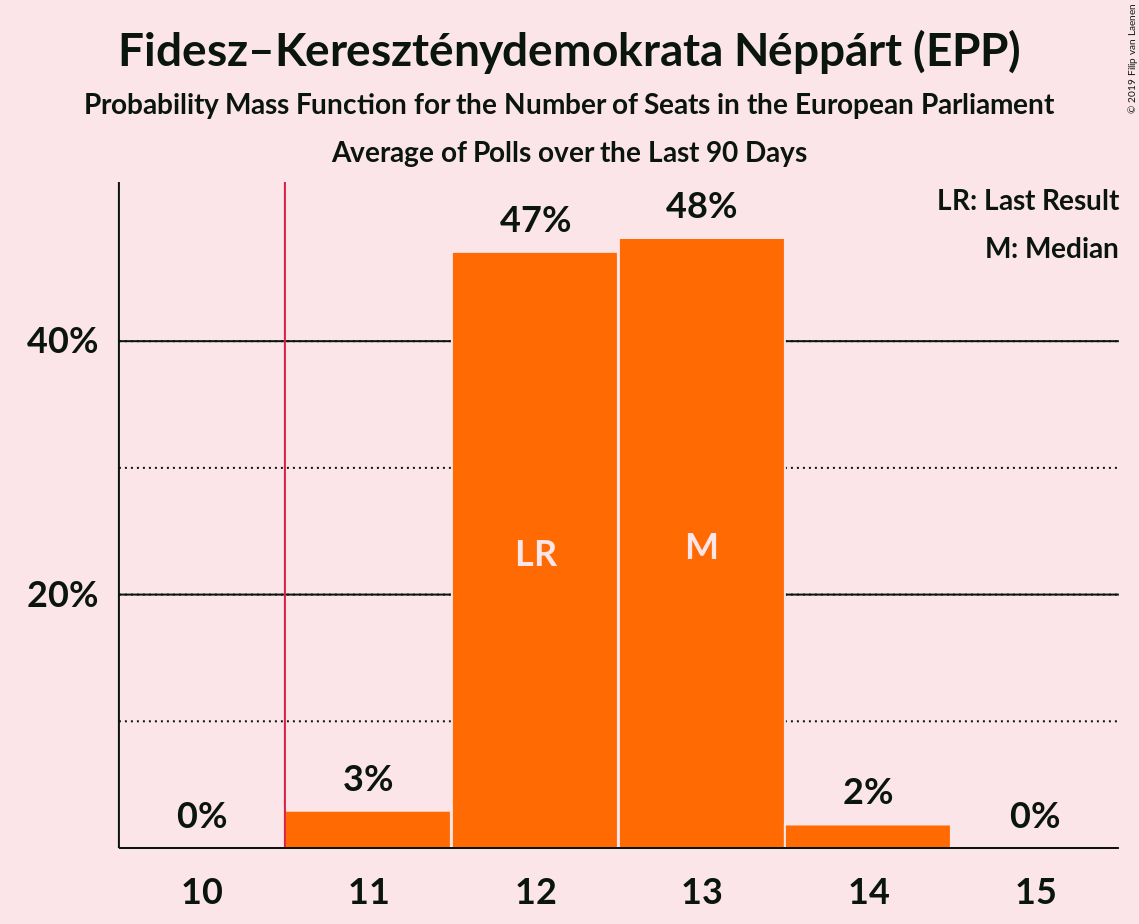 Fidesz–Kereszténydemokrata Néppárt (EPP)
Probability Mass Function for the Number of Seats in the European Parliament
Average of Polls over the Last 90 Days
© 2019 Filip van Laenen
LR: Last Result
M: Median
47%
48%
40%
LR
M
20%
3%
2%
0%
0%
10
11
12
13
14
15